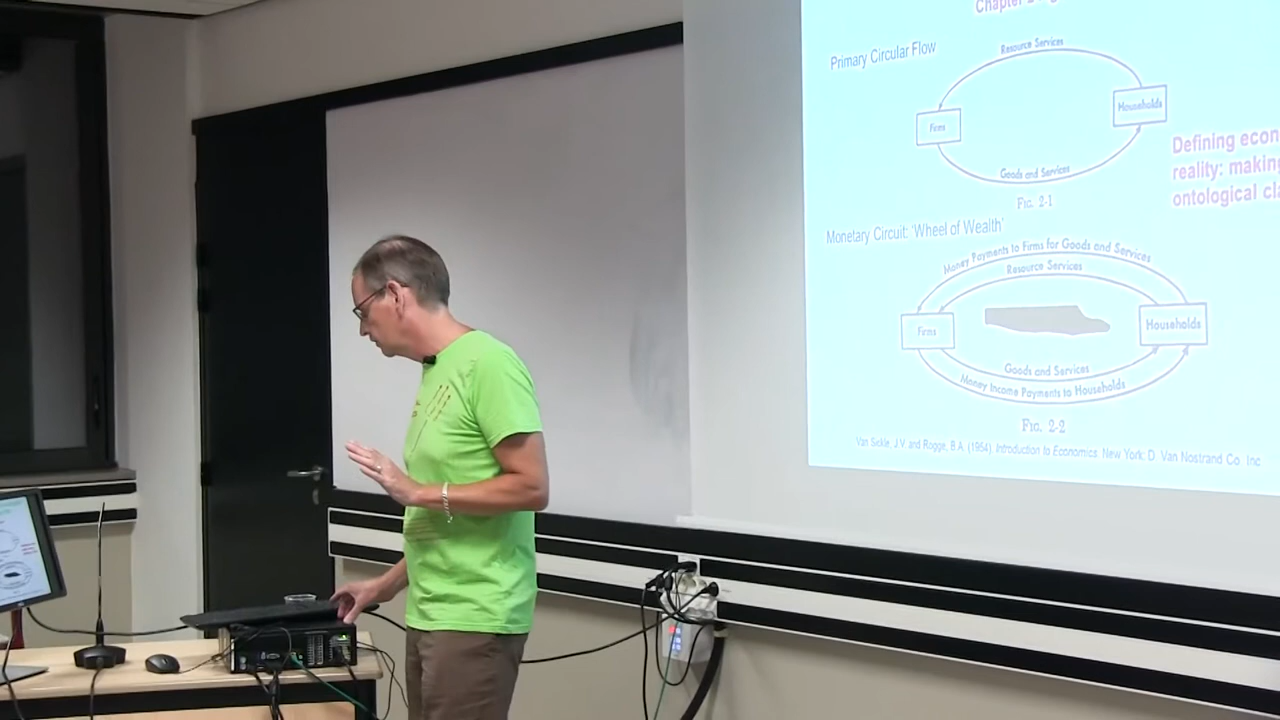 Chapter
Primary Circular Flow
Resource Services
Firms
Households
Goods and Services
FIG. 2-1
Defining econ
reality: making
ontological cla
Monetary Circuit: 'Wheel of Wealth'
Money Payments to Firms for Goods and Services
Resource Services
Firms
Households
Goods and Services
Money Income Payments to Households
FIG. 2-2
Van Sickle, J.V. and Rogge, B.A. (1954). Introduction to Economics. New York: D. Van Nostrand Co. Inc.